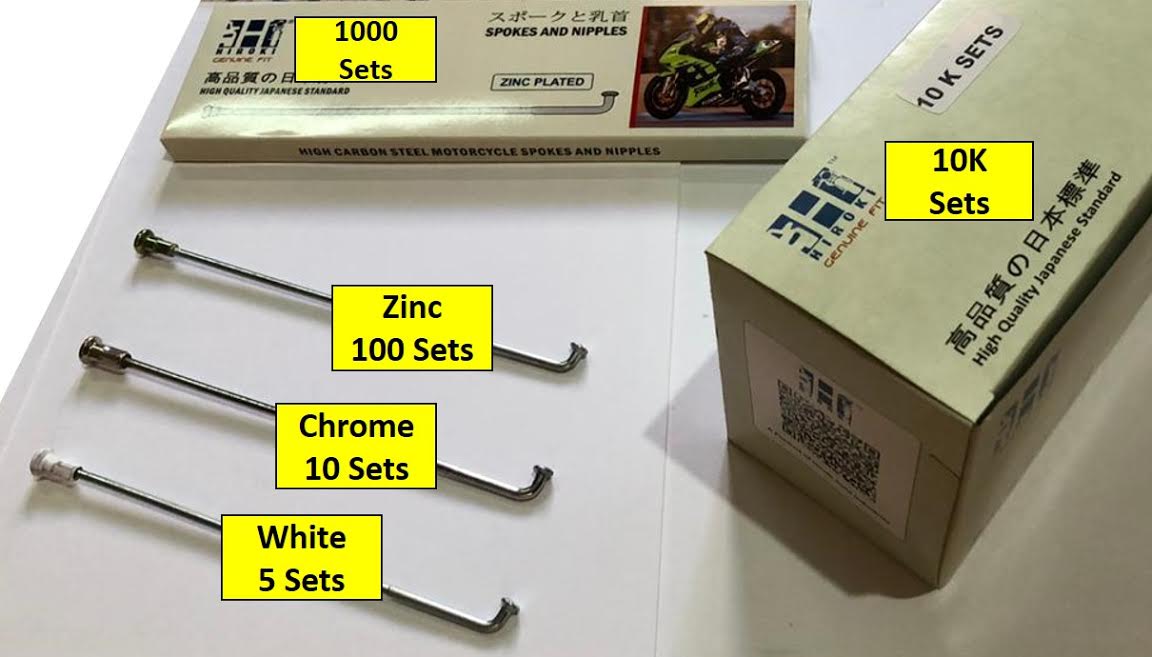 HIROKI
GENUINE FIT
1000
Sets
スポークと乳首
SPOKES AND NIPPLES
高品質の日
HIGH QUALITY JAPANESE STANDARD
ZINC PLATED
HIGH CARBON STEEL MOTORCYCLE SPOKES AND NIPPLES
10 K SETS
10K
Sets
HIROKI
GENUINE FIT
TM
高品質の日本標準
High Quality Japanese Standard
Zinc
100 Sets
Chrome
10 Sets
White
5 Sets